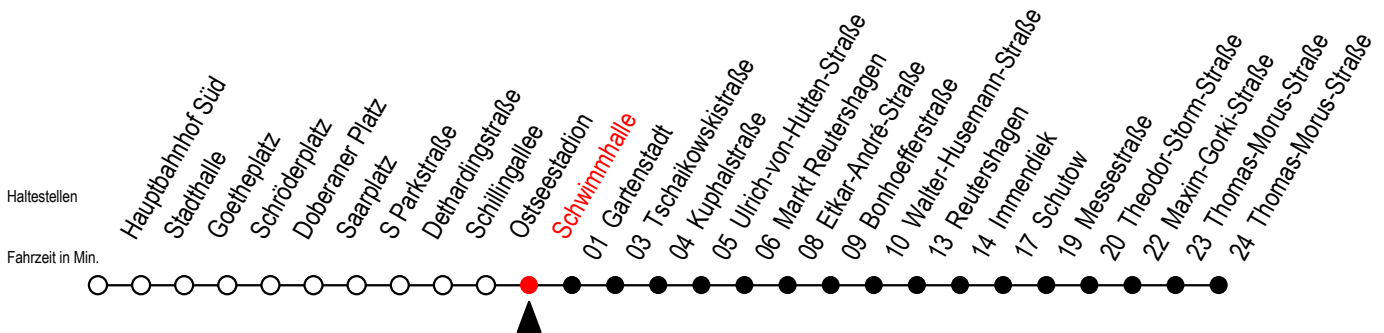 Haltestellen
Fahrzeit in Min.
Hauptbahnhof Süd
Stadthalle
Goetheplatz
Schröderplatz
Doberaner Platz
Saarplatz
S Parkstraße
Dethardingstraße
Schillingallee
Ostseestadion
Schwimmhalle
01 Gartenstadt
03 Tschaikowskistraße
04 Kuphalstraße
05 Ulrich-von-Hutten-Straße
06 Markt Reutershagen
08 Etkar-André-Straße
09 Bonhoefferstraße
10 Walter-Husemann-Straße
13 Reutershagen
14 Immendiek
17 Schutow
19 Messestraße
20 Theodor-Storm-Straße
22 Maxim-Gorki-Straße
23 Thomas-Morus-Straße
24 Thomas-Morus-Straße